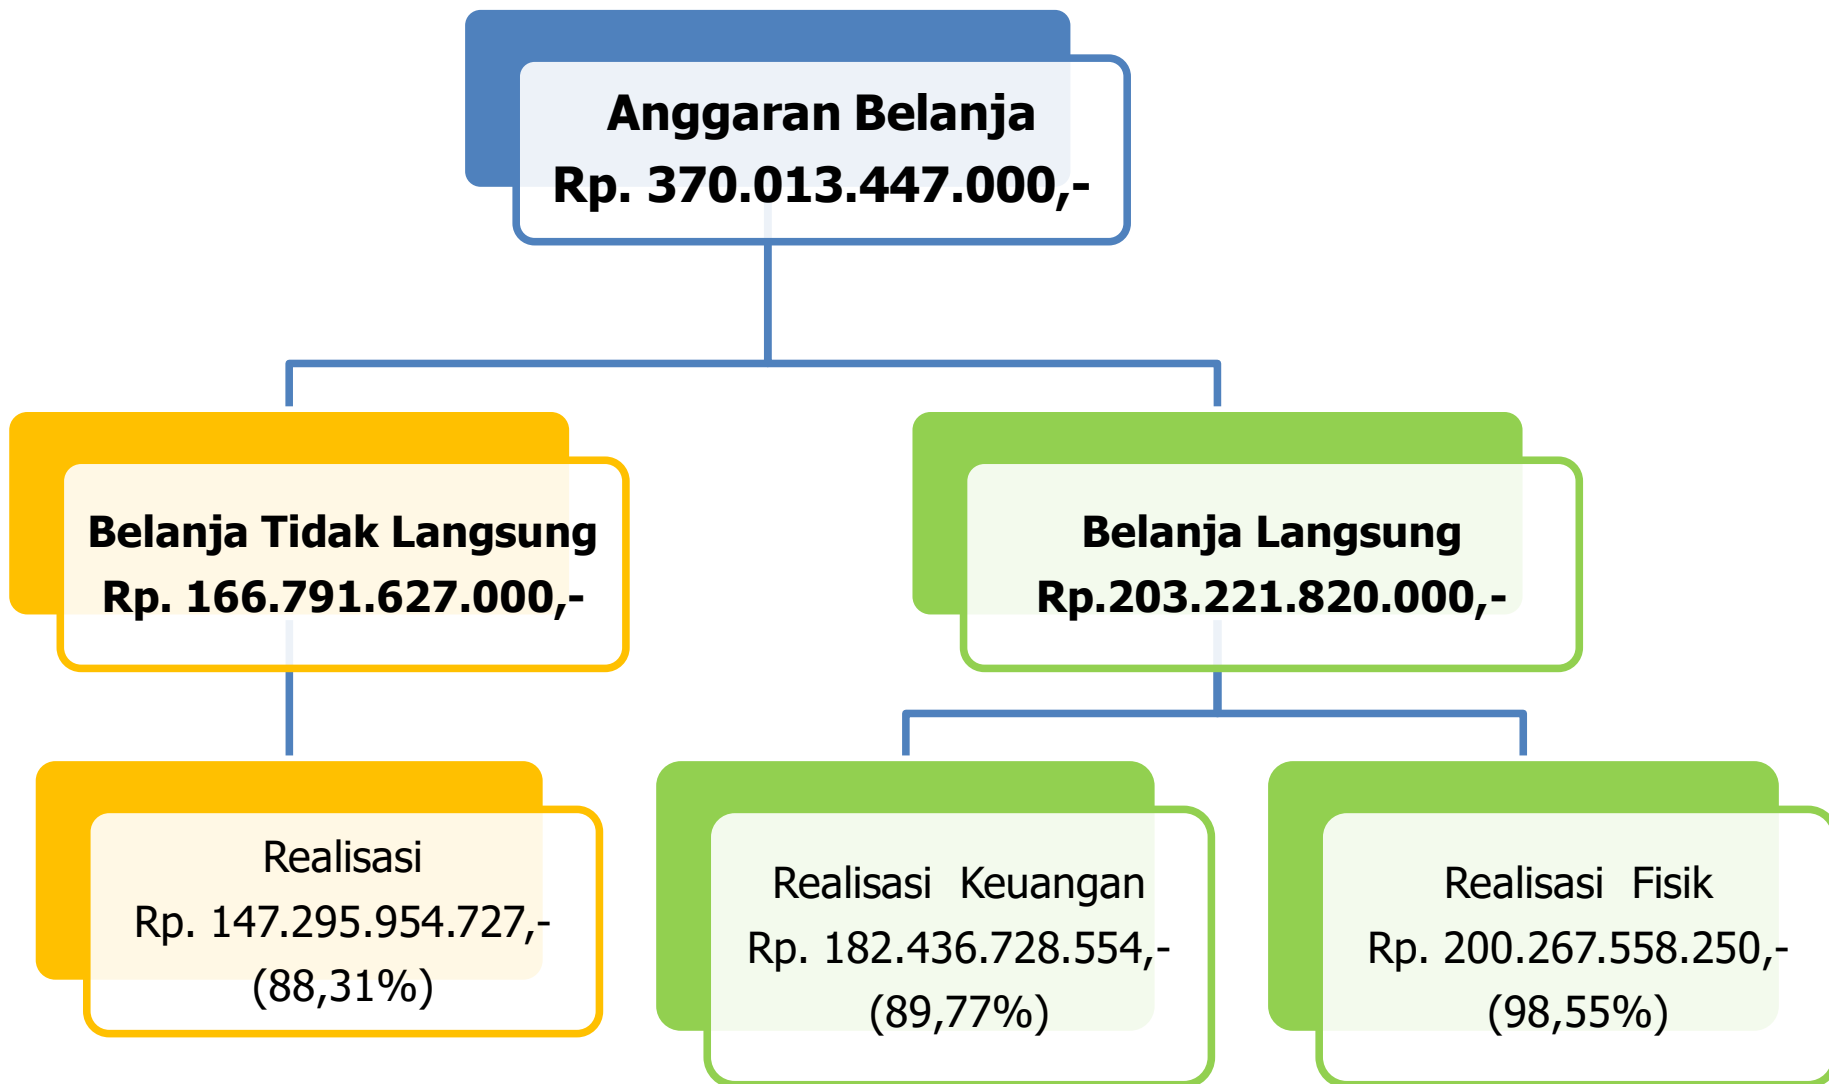 Anggaran Belanja
Rp. 370.013.447.000,-
Belanja Tidak Langsung
Rp. 166.791.627.000,-
Belanja Langsung
Rp.203.221.820.000,-
Realisasi
Rp. 147.295.954.727,-
(88,31%)
Realisasi Keuangan
Rp. 182.436.728.554,-
(89,77%)
Realisasi Fisik
Rp. 200.267.558.250,-
(98,55%)